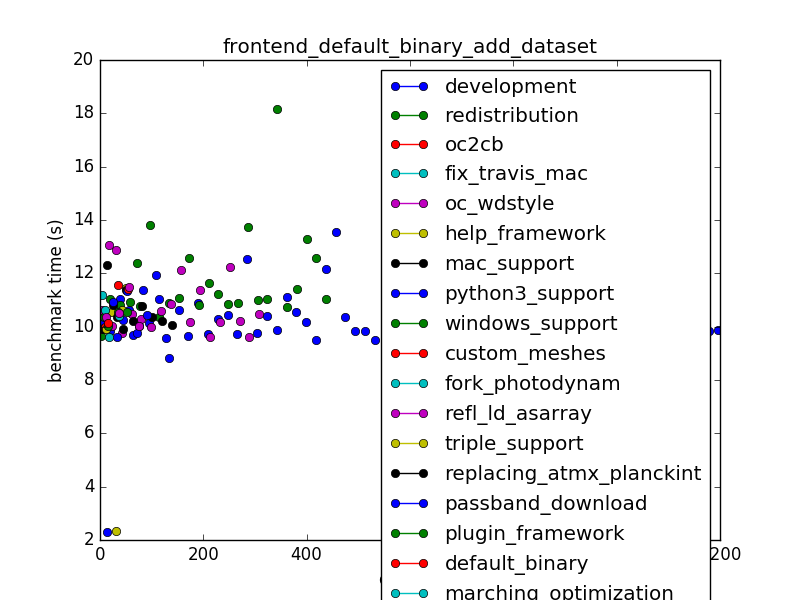 frontend_default_binary_add_dataset
benchmark time (s)
20
18
16
14
12
10
8
6
4
2
0
200
400
200
development
redistribution
oc2cb
fix_travis_mac
oc_wdstyle
help_framework
mac_support
python3_support
windows_support
custom_meshes
fork_photodynam
refl_ld_asarray
triple_support
replacing_atmx_planckint
passband_download
plugin_framework
default_binary
marching_optimization